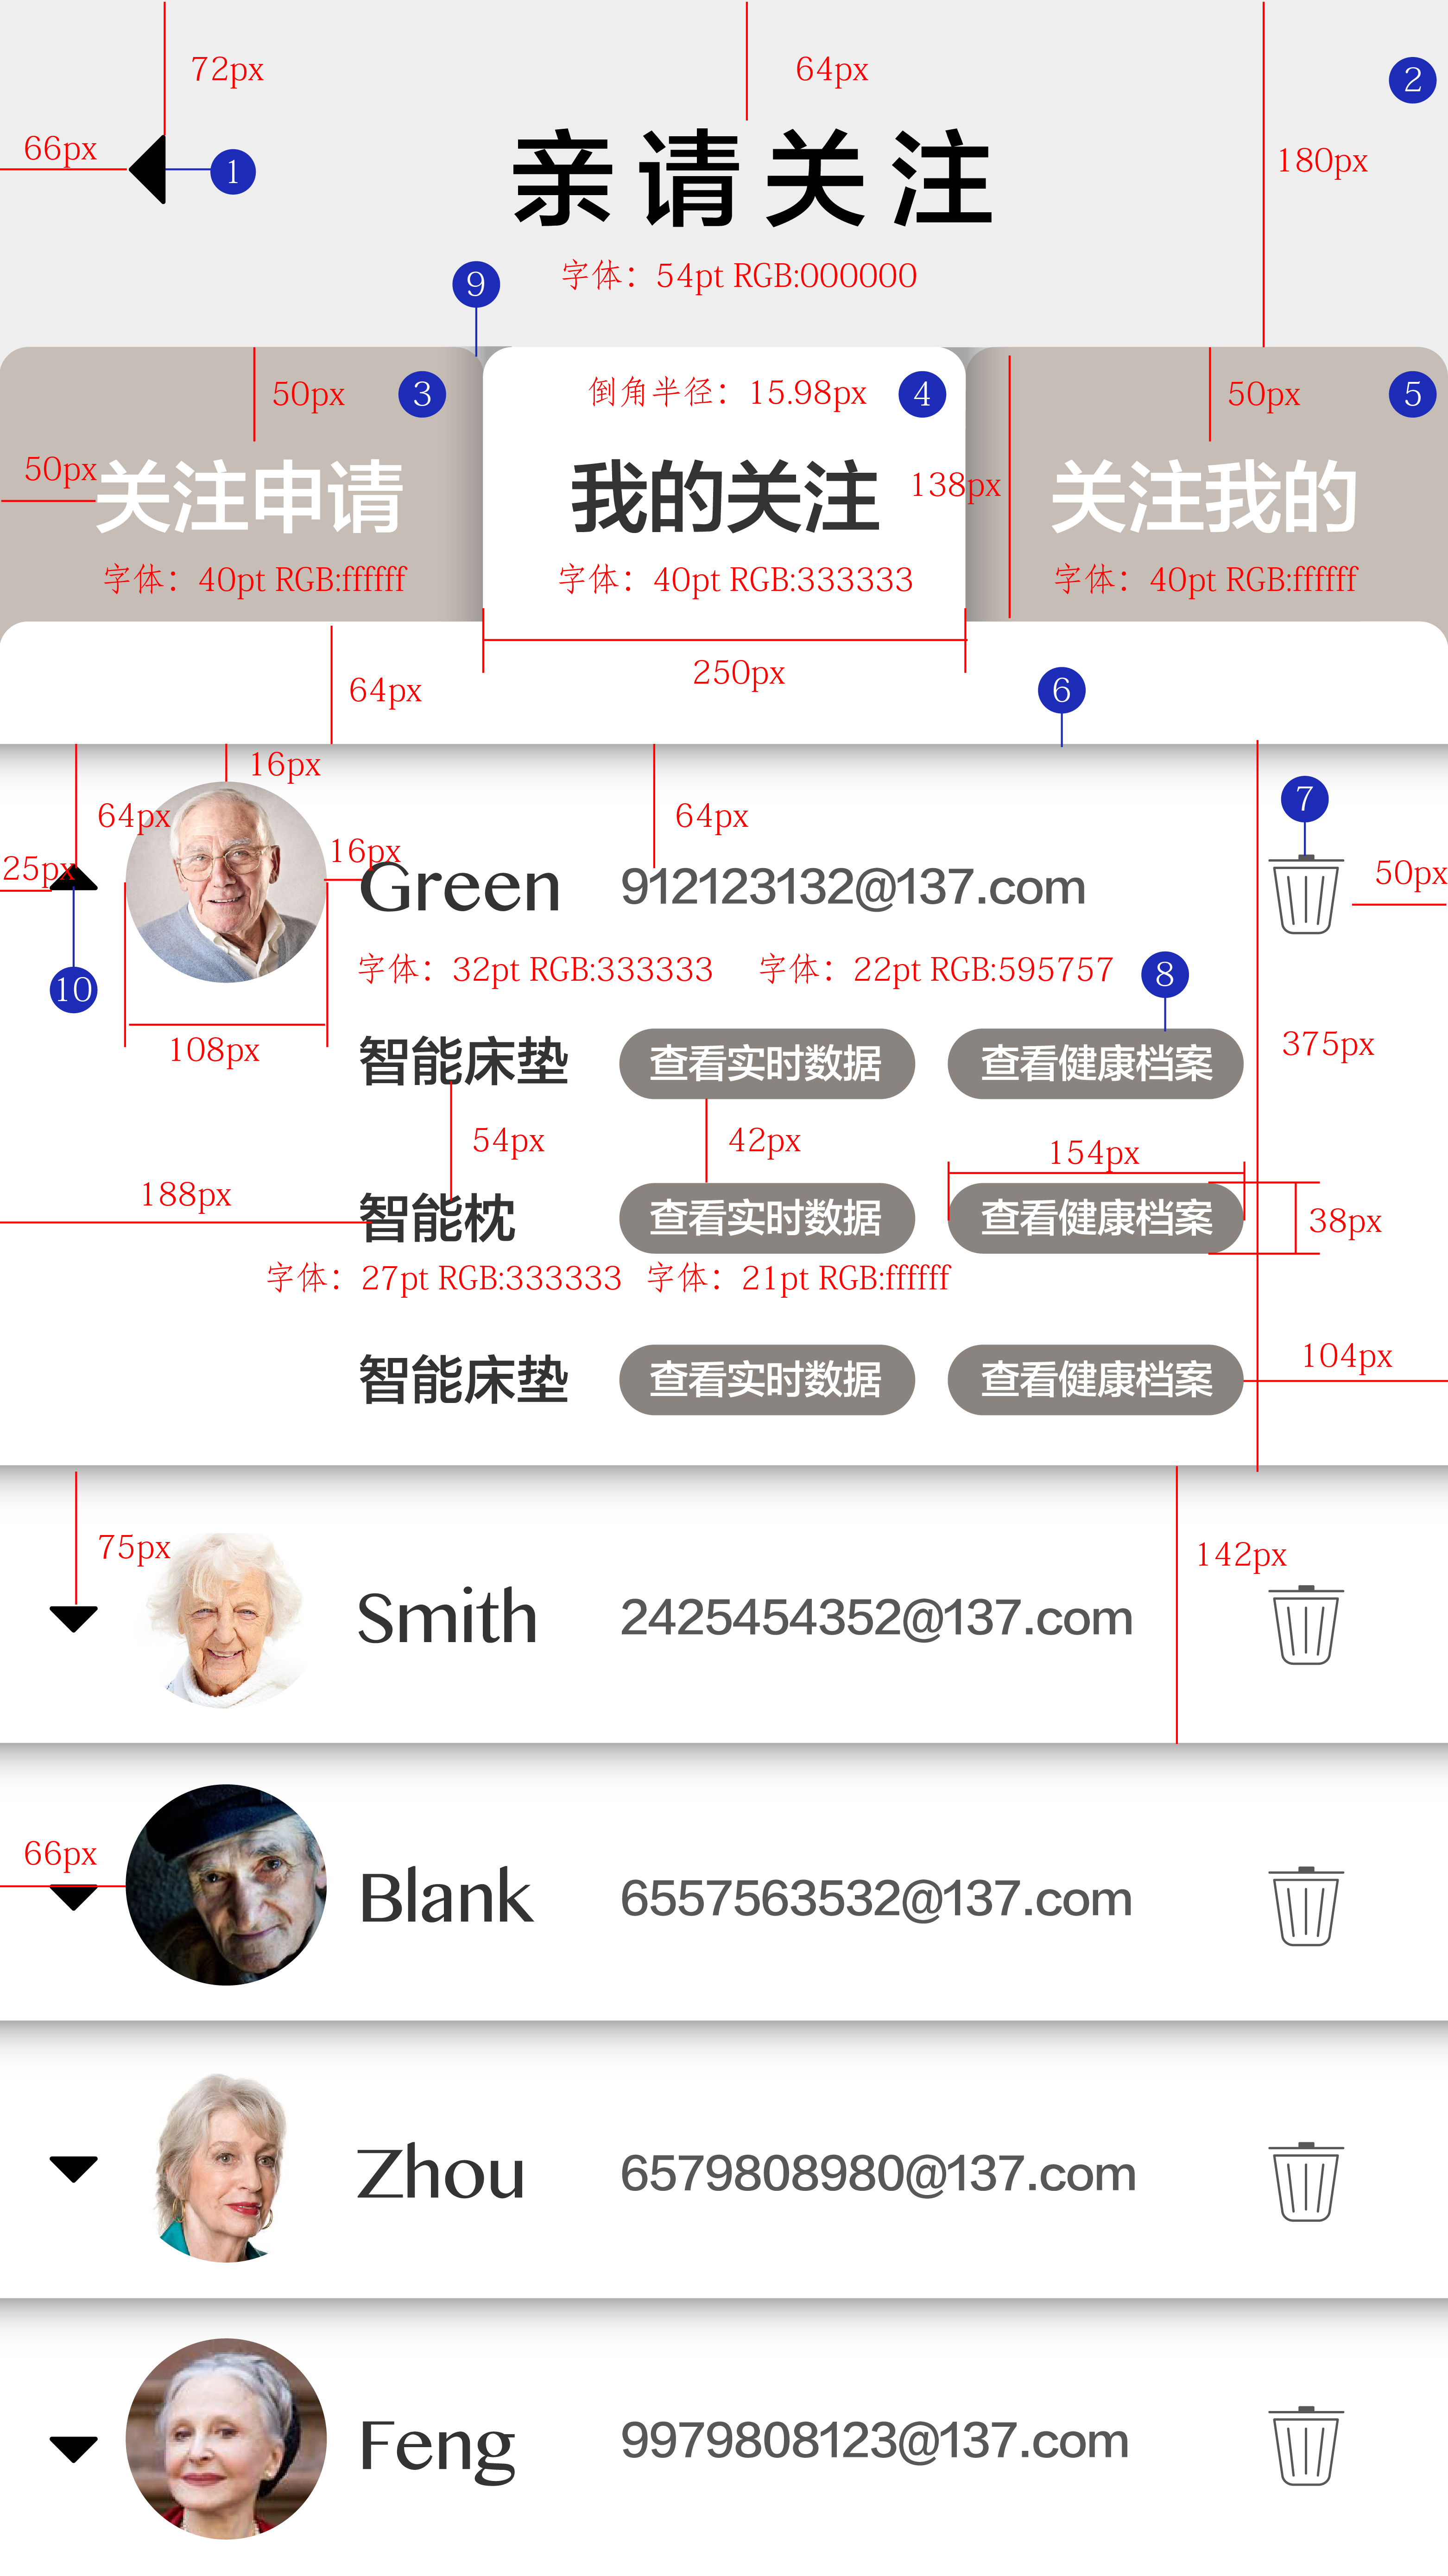 72px
64px
2
66px
1
亲请关注
180px
字体：54pt RGB:000000
9
50px
3
倒角半径：15.98px
4
50px
5
50px
关注申请
我的关注
138px
关注我的
字体：40pt RGB:ffffff
字体：40pt RGB:333333
字体：40pt RGB:ffffff
250px
64px
6
16px
64px
64px
7
25px
16px
Green
912123132@137.com
50px
10
字体：32pt RGB:333333
字体：22pt RGB:595757
8
108px
智能床垫
查看实时数据
查看健康档案
375px
54px
42px
154px
188px
智能枕
查看实时数据
查看健康档案
38px
字体：27pt RGB:333333
字体：21pt RGB:ffffff
104px
智能床垫
查看实时数据
查看健康档案
75px
142px
Smith
2425454352@137.com
66px
Blank
6557563532@137.com
Zhou
6579808980@137.com
Feng
9979808123@137.com